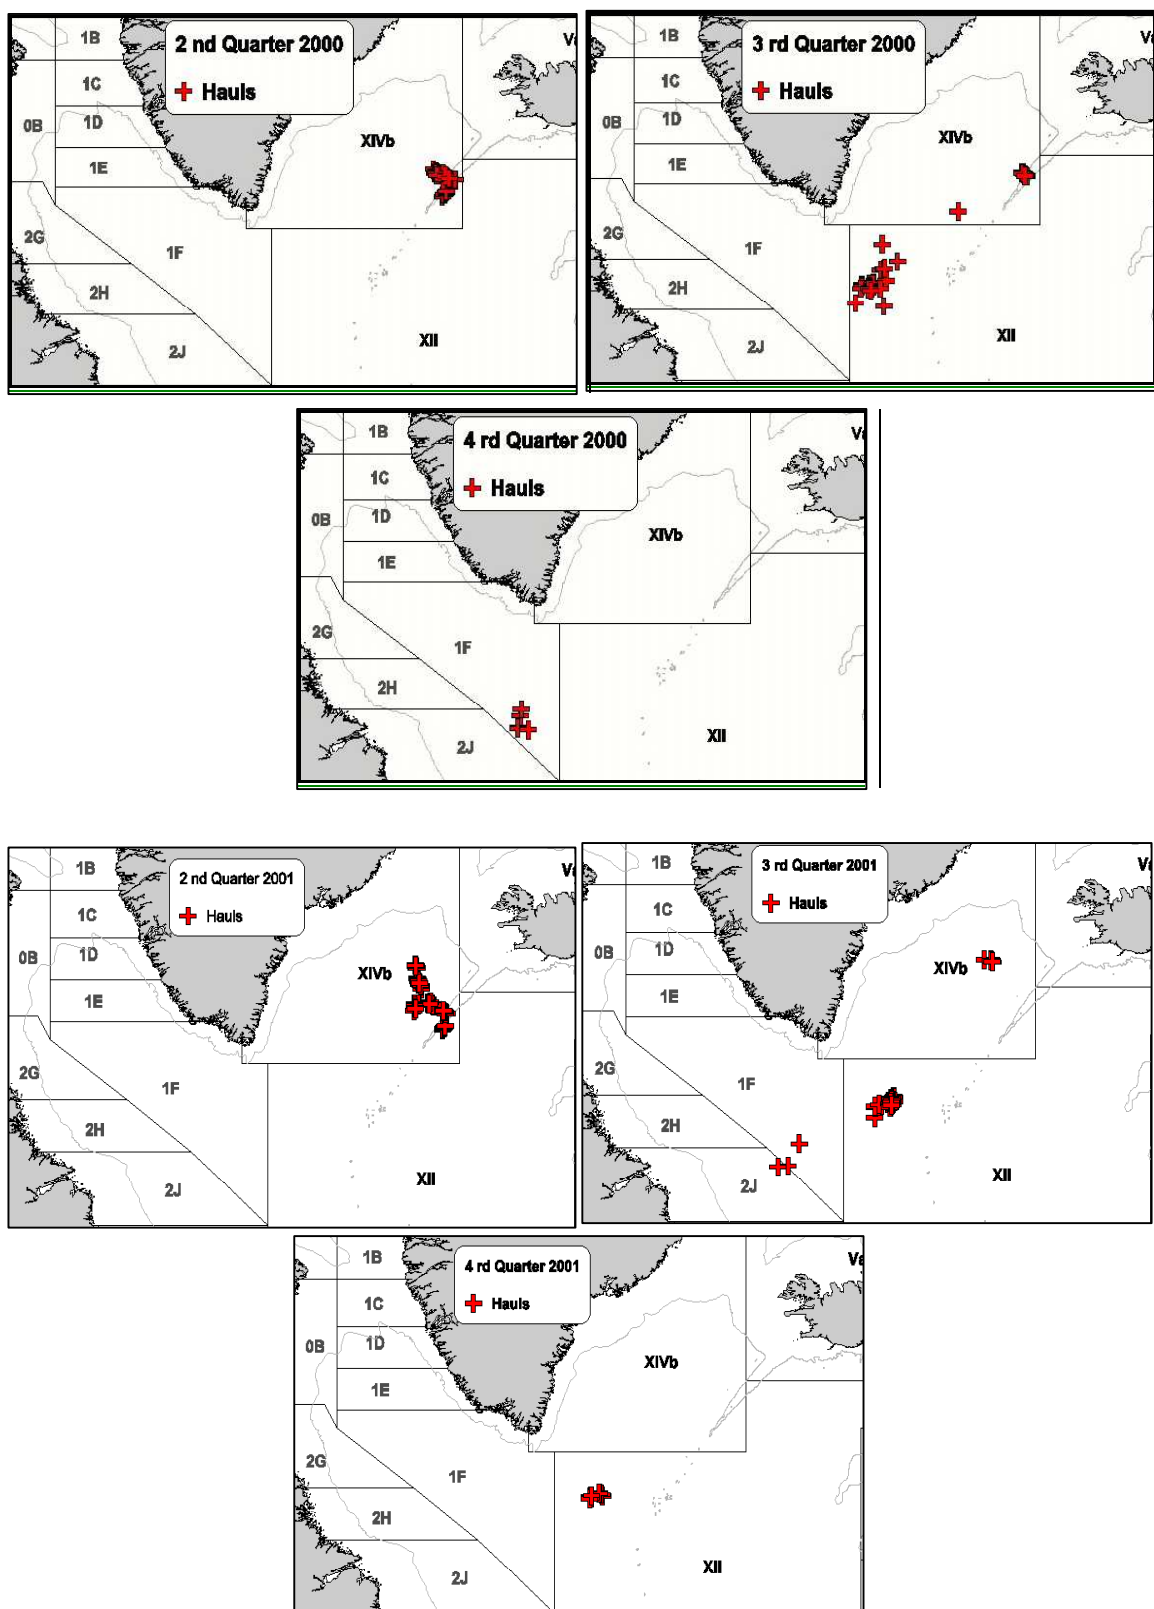 2 nd Quarter 2000
Hauls
1B
1C
0B
1D
1E
XIVb
2G
1F
2H
2J
XII
3 rd Quarter 2000
Hauls
1B
1C
0B
1D
1E
XIVb
2G
1F
2H
2J
XII
4 rd Quarter 2000
Hauls
1B
1C
0B
1D
1E
XIVb
2G
1F
2H
2J
XII
2 nd Quarter 2001
Hauls
1B
1C
0B
1D
1E
XIVb
2G
1F
2H
2J
XII
3 rd Quarter 2001
Hauls
1B
1C
0B
1D
1E
XIVb
2G
1F
2H
2J
XII
4 rd Quarter 2001
Hauls
1B
1C
0B
1D
1E
XIVb
2G
1F
2H
2J
XII